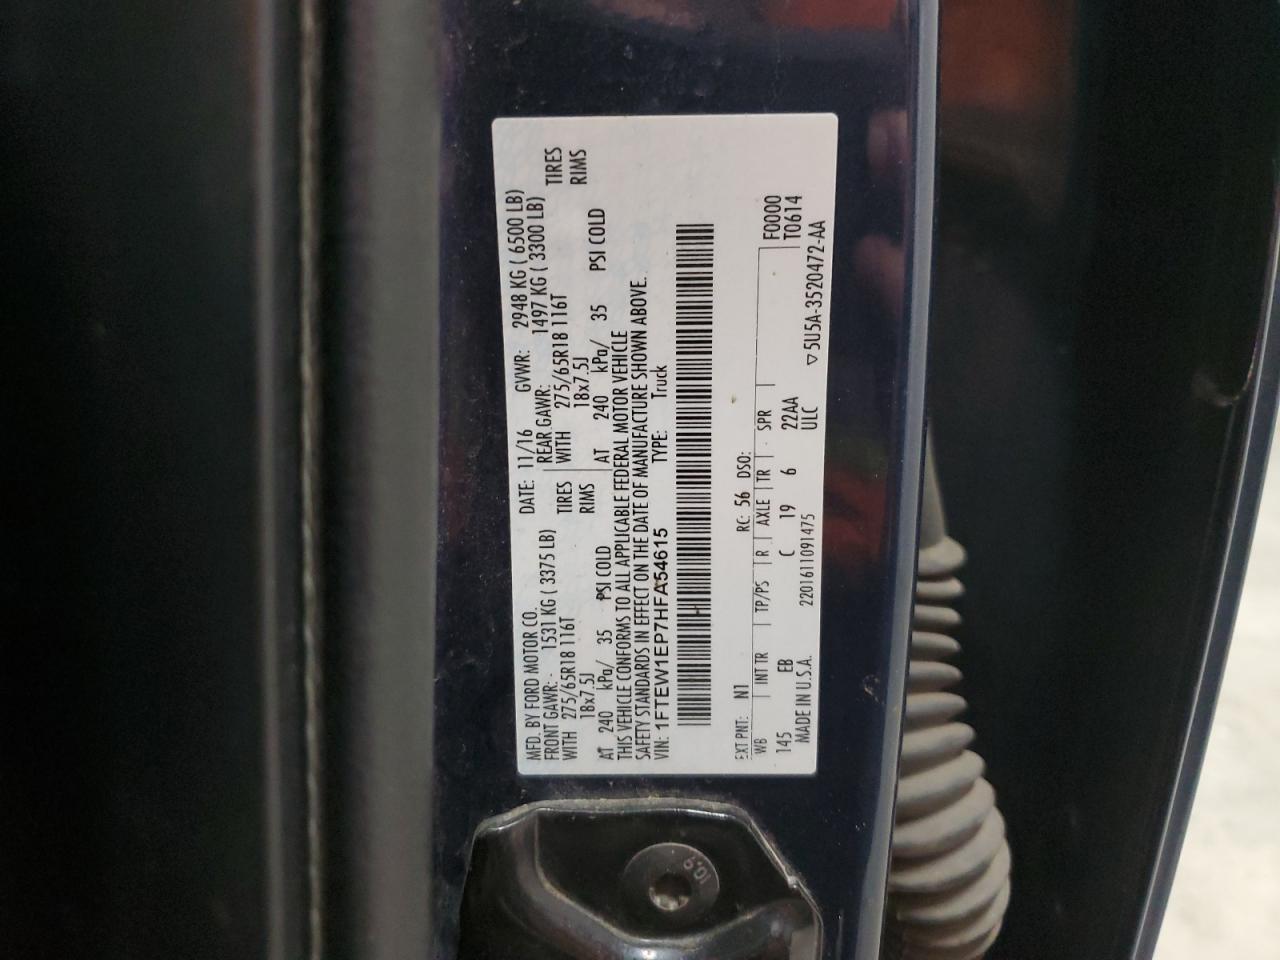 MFD. BY FORD MOTOR CO.
DATE: 11/16 GVWR: 2948 KG ( 6500 LB)
FRONT GAWR: 1531 KG ( 3375 LB)
REAR GAWR: 1497 KG ( 3300 LB)
WITH 275/65R18 116T TIRES
WITH 275/65R18 116T TIRES
18x7.5J RIMS
18x7.5J RIMS
AT 240 kPa/ 35 PSI COLD
AT 240 kPa/ 35 PSI COLD
THIS VEHICLE CONFORMS TO ALL APPLICABLE FEDERAL MOTOR VEHICLE
SAFETY STANDARDS IN EFFECT ON THE DATE OF MANUFACTURE SHOWN ABOVE.
VIN: 1FTEW1EP7HFA54615 TYPE: Truck
EXT PNT: N1 RC: 56 DSO:
WB INT TR TP/PS R AXLE TR SPR F0000
145 EB C 19 6 22AA T0614
MADE IN U.S.A. 2201611091475 ULC ▽5U5A-3520472-AA
10.9